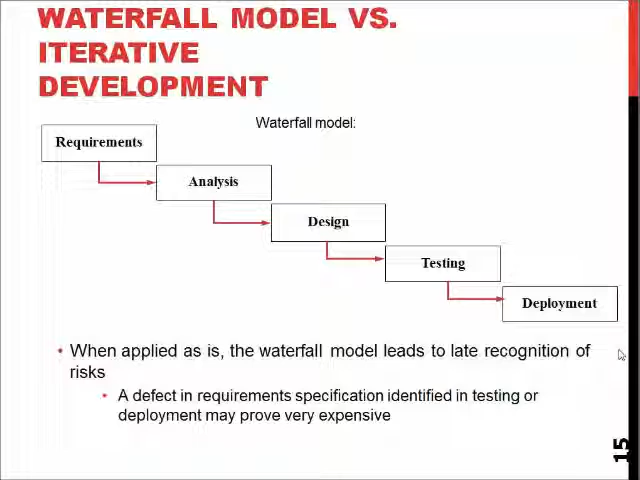 WATERFALL MODEL VS.
ITERATIVE
DEVELOPMENT
Waterfall model:
Requirements
Analysis
Design
Testing
Deployment
• When applied as is, the waterfall model leads to late recognition of
risks
• A defect in requirements specification identified in testing or
deployment may prove very expensive
15